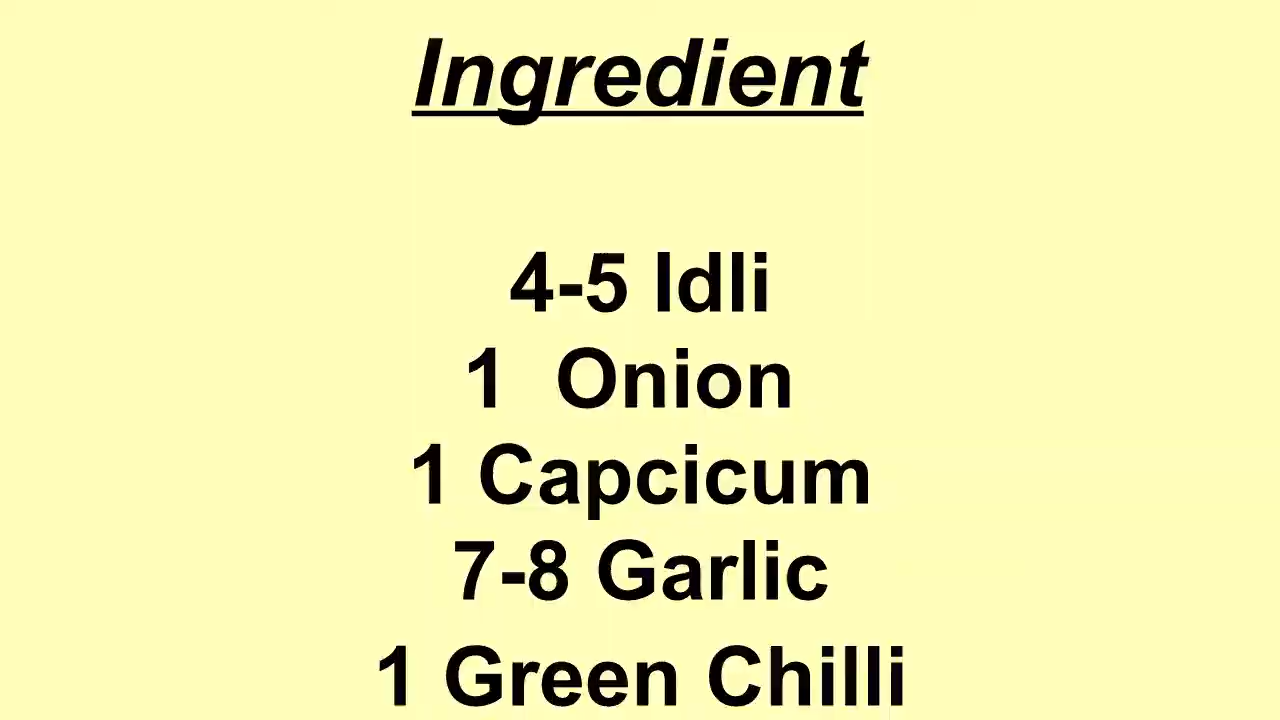 Ingredient
4-5 Idli
1 Onion
1 Capcicum
7-8 Garlic
1 Green Chilli